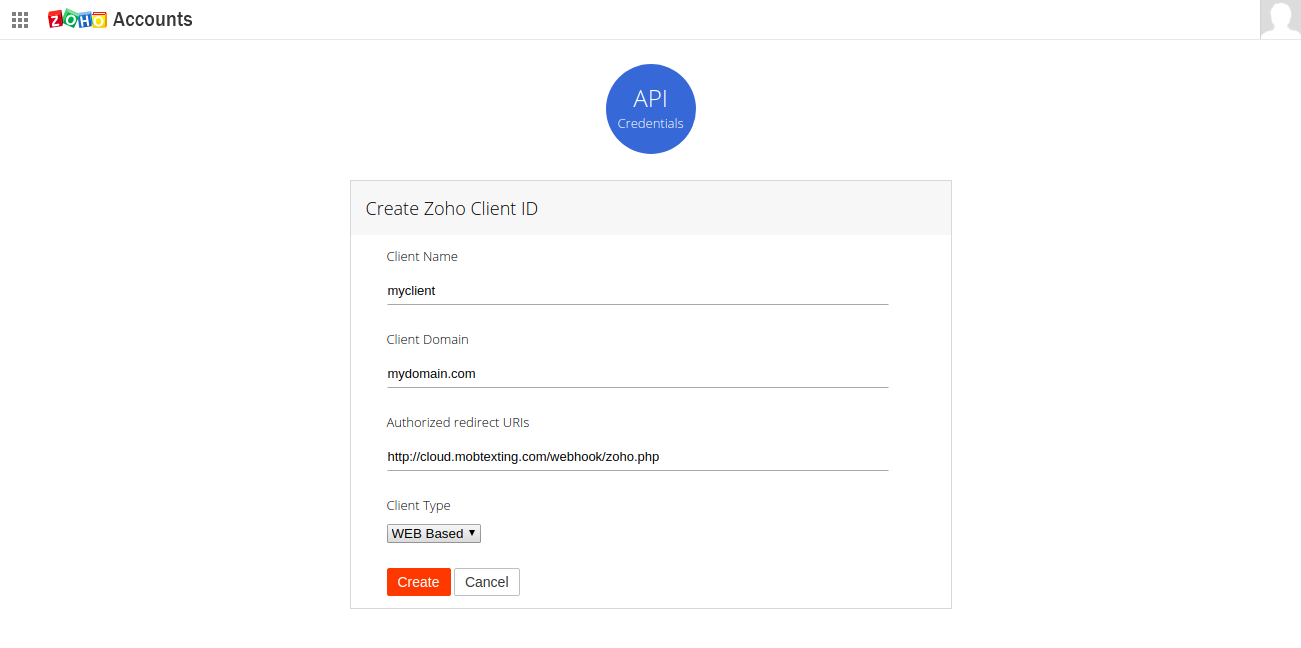 ZOHO Accounts
API
Credentials
Create Zoho Client ID
Client Name
myclient
Client Domain
mydomain.com
Authorized redirect URIs
http://cloud.mobtexting.com/webhook/zoho.php
Client Type
WEB Based
Create Cancel